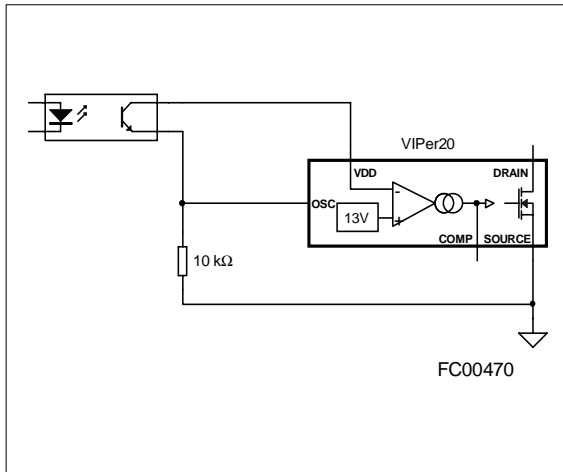 VIPer20
VDD
DRAIN
-
OSC
13V
+
COMP
SOURCE
10 kΩ
FC00470